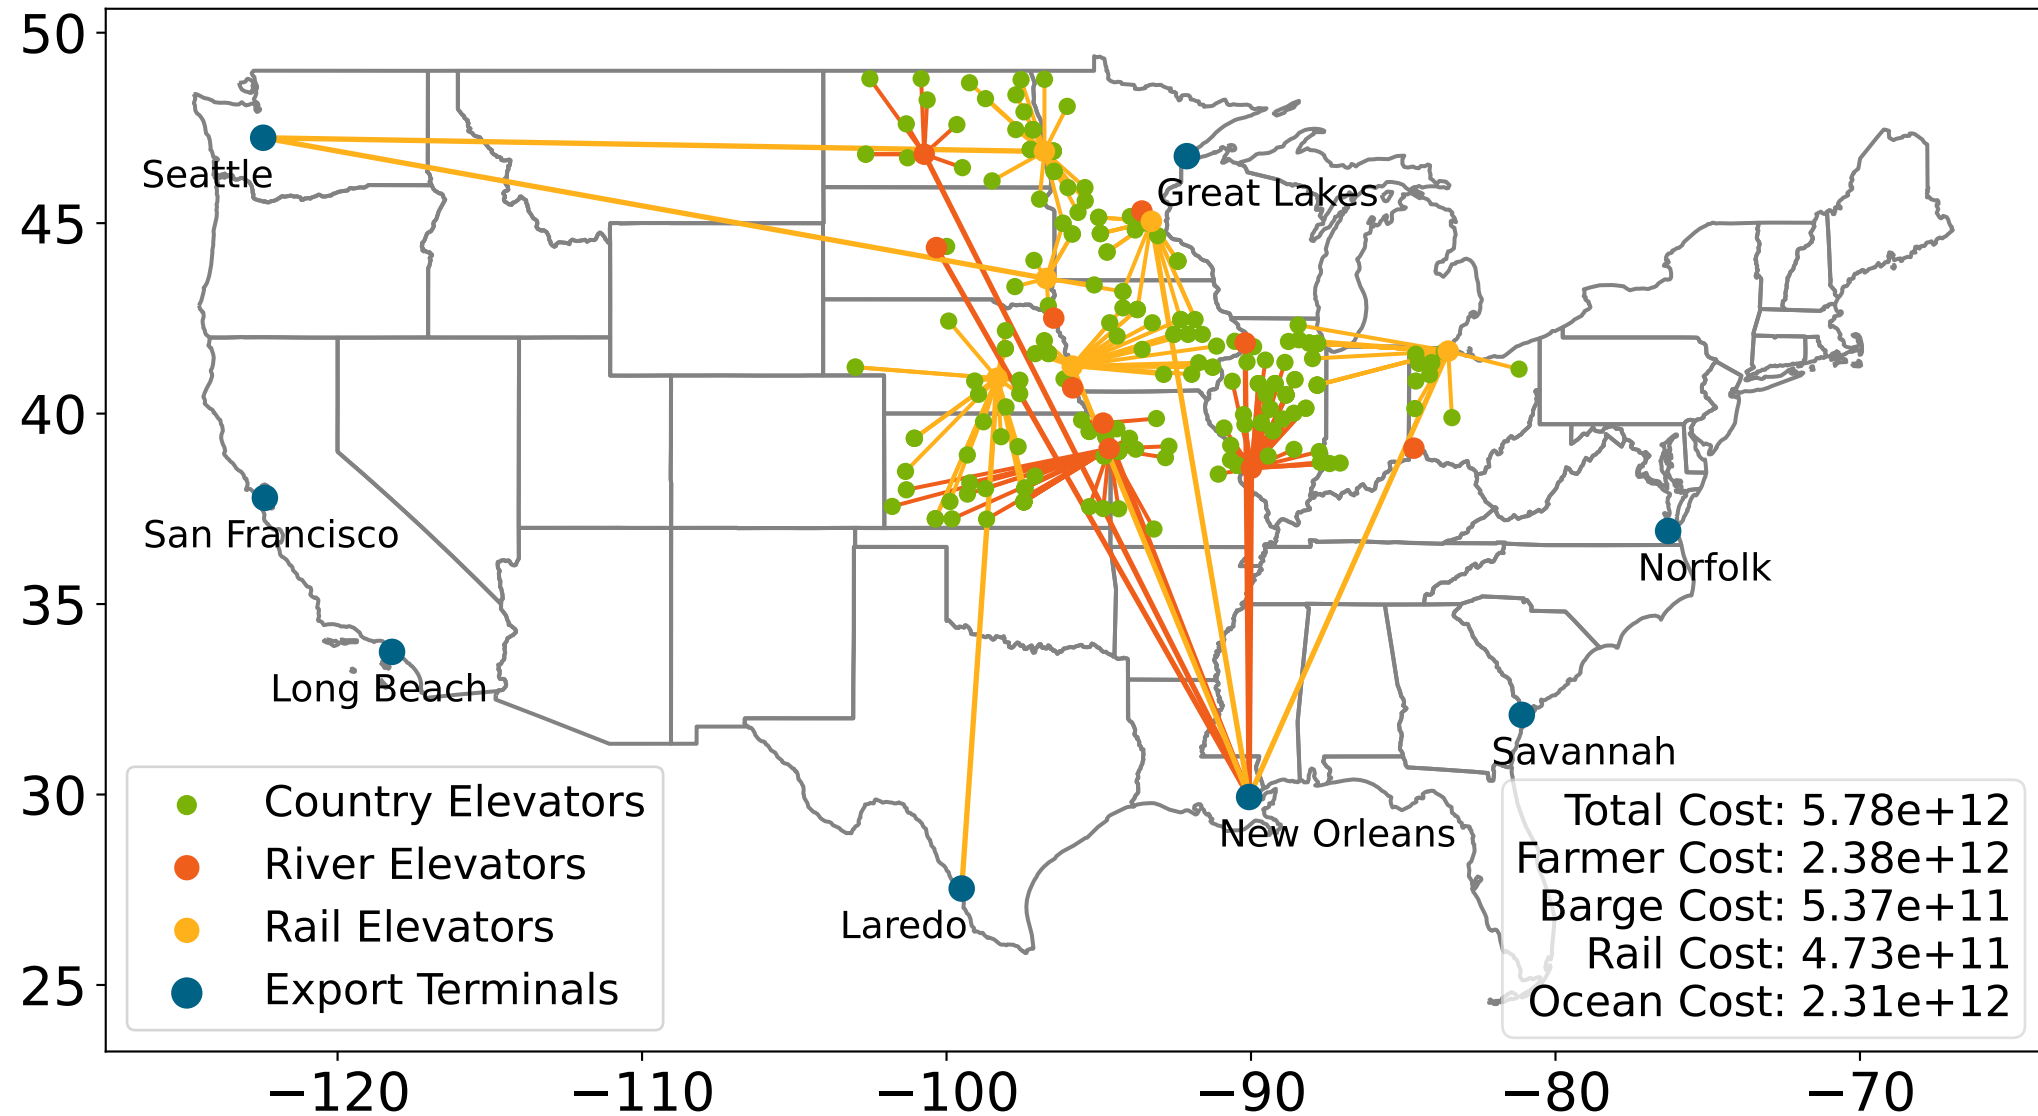 50
45
40
35
30
25
−120
−110
−100
−90
−80
−70
Seattle
Great Lakes
San Francisco
Long Beach
Norfolk
Savannah
New Orleans
Laredo
Country Elevators
River Elevators
Rail Elevators
Export Terminals
Total Cost: 5.78e+12
Farmer Cost: 2.38e+12
Barge Cost: 5.37e+11
Rail Cost: 4.73e+11
Ocean Cost: 2.31e+12